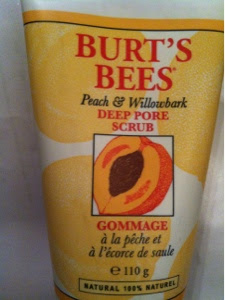 BURT'S
BEES®
Peach & Willowbark
DEEP PORE
SCRUB
GOMMAGE
à la pêche et
à l'écorce de saule
℮ 110 g
NATURAL 100% NATUREL